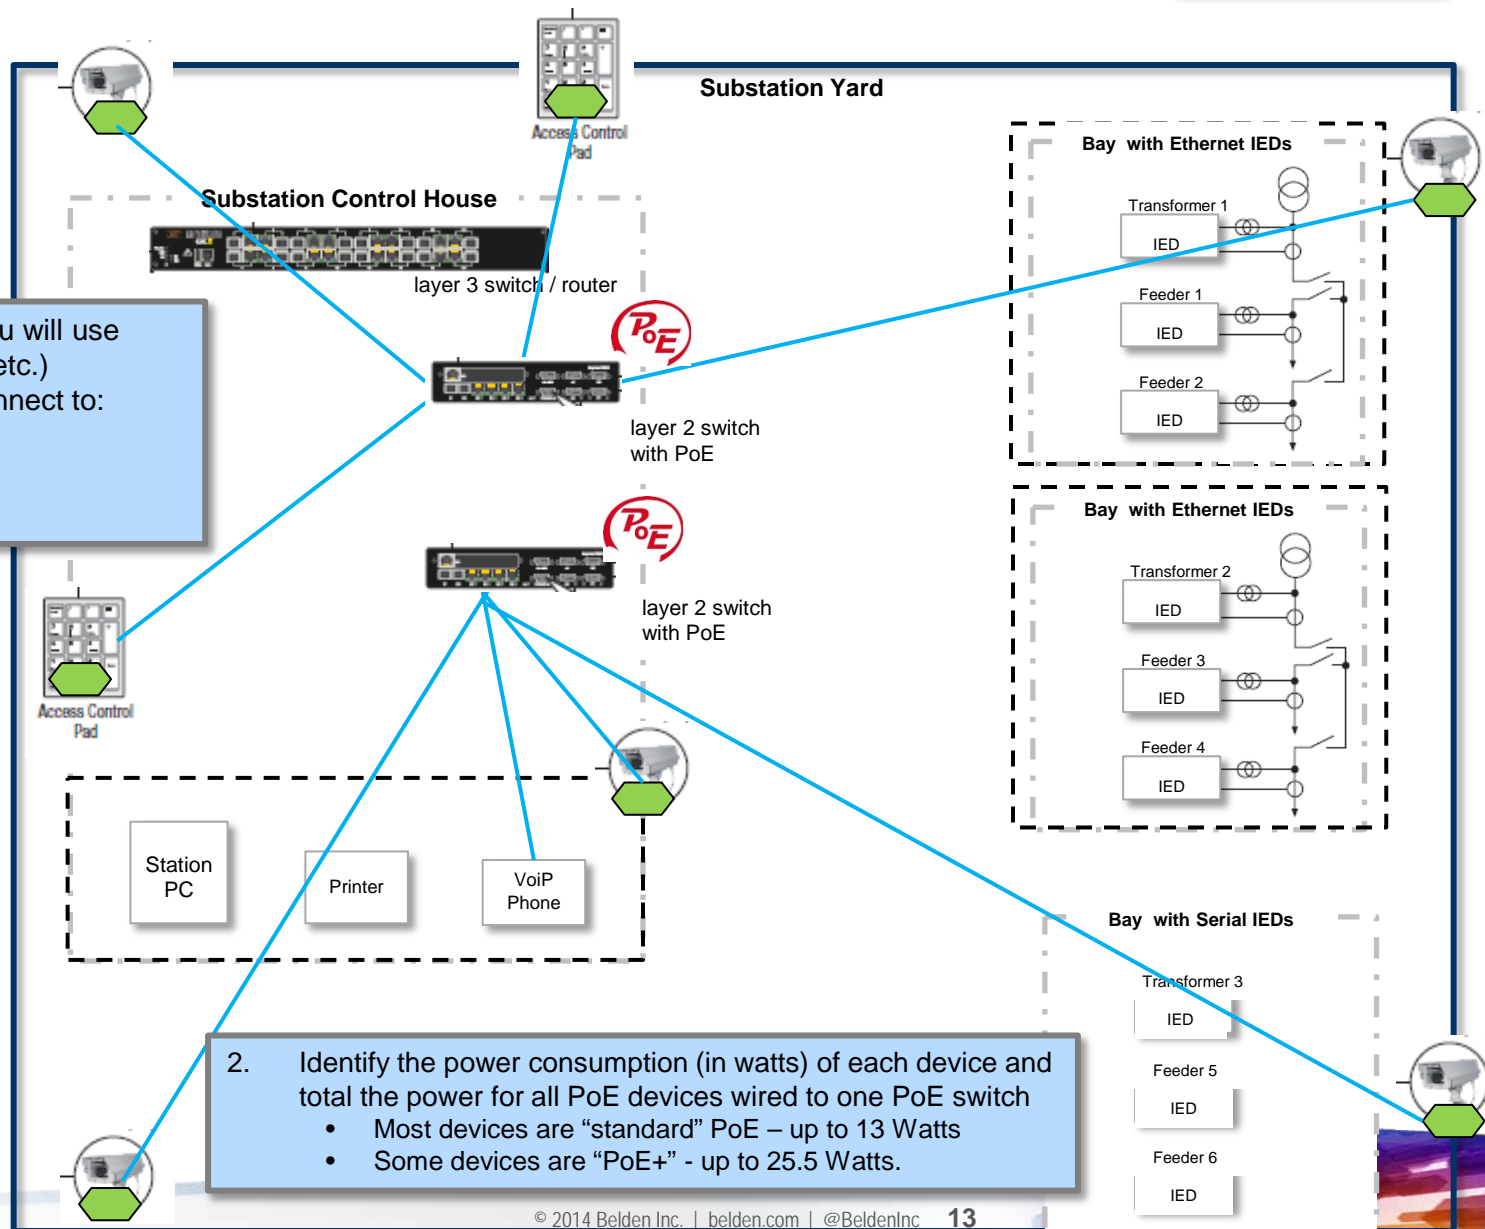 Substation Yard
Access Control
Pad
Substation Control House
layer 3 switch / router
PoE
layer 2 switch
with PoE
PoE
layer 2 switch
with PoE
u will use
etc.)
nnect to:
Access Control
Pad
Station
PC
Printer
VoiP
Phone
Bay with Ethernet IEDs
Transformer 1
IED
Feeder 1
IED
Feeder 2
IED
Bay with Ethernet IEDs
Transformer 2
IED
Feeder 3
IED
Feeder 4
IED
Bay with Serial IEDs
Transformer 3
IED
Feeder 5
IED
Feeder 6
IED
2. Identify the power consumption (in watts) of each device and
total the power for all PoE devices wired to one PoE switch
• Most devices are “standard” PoE – up to 13 Watts
• Some devices are “PoE+” - up to 25.5 Watts.
© 2014 Belden Inc. | belden.com | @BeldenInc 13